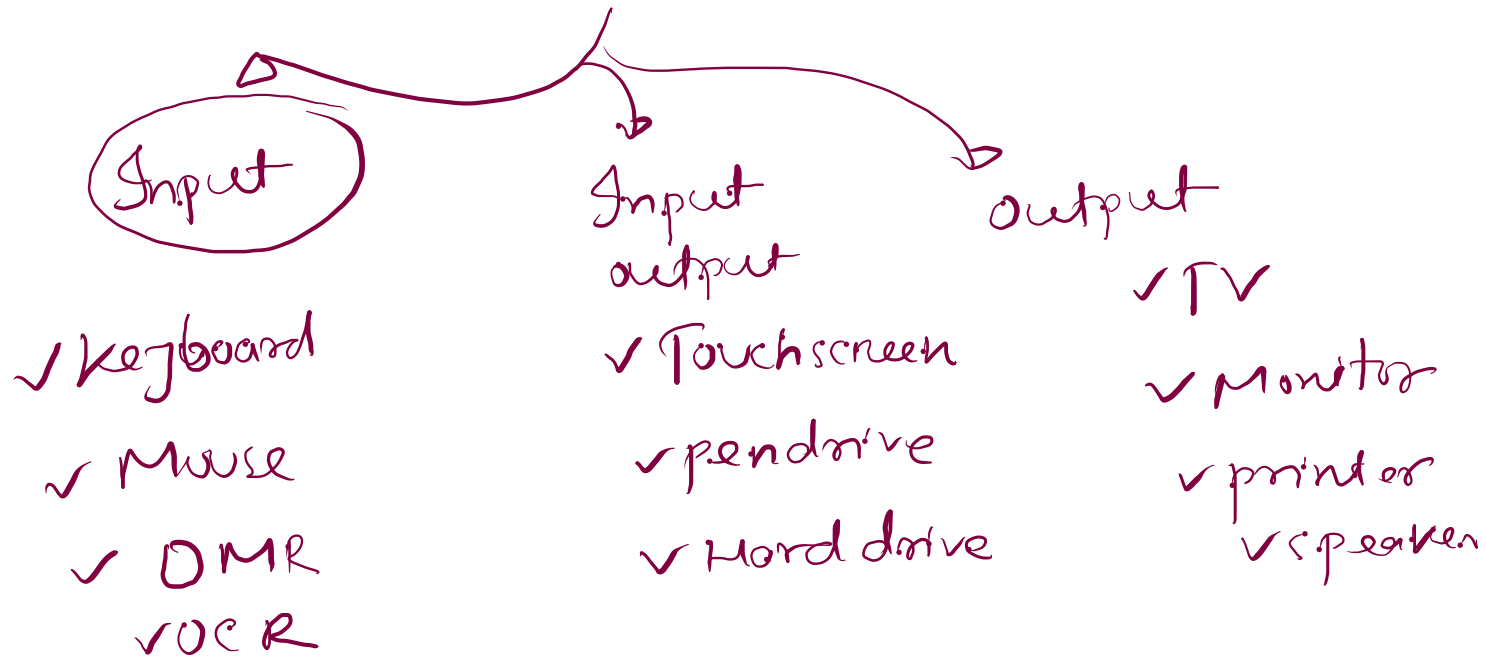 Input
Input
output
output
✓ TV
✓ Keyboard
✓ Touchscreen
✓ Monitor
✓ Mouse
✓ pendrive
✓ printer
✓ OMR
✓ Hard drive
✓ speaker
✓ OCR